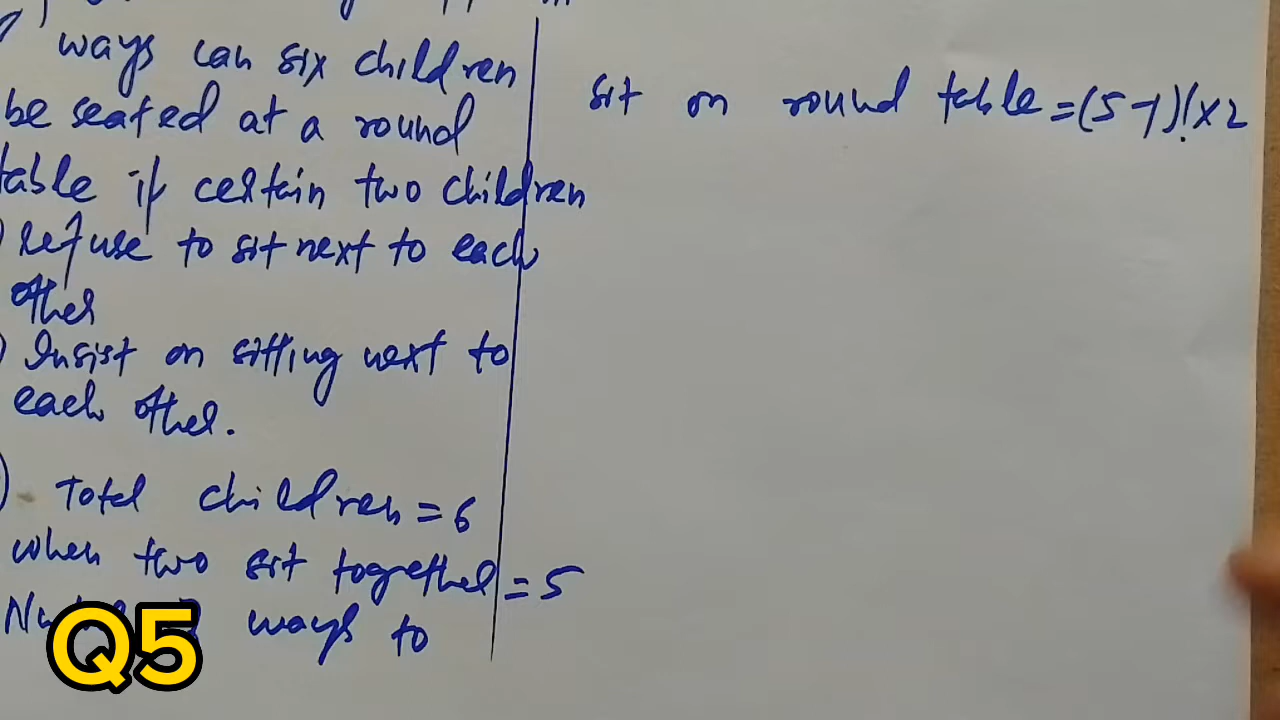 ways can six children
be seated at a round
table if certain two children
refuse to sit next to each
other
Insist on sitting next to
each other.
Total children = 6
when two sit together = 5
ways to
sit on round table = (5-1)! x 2
Q5